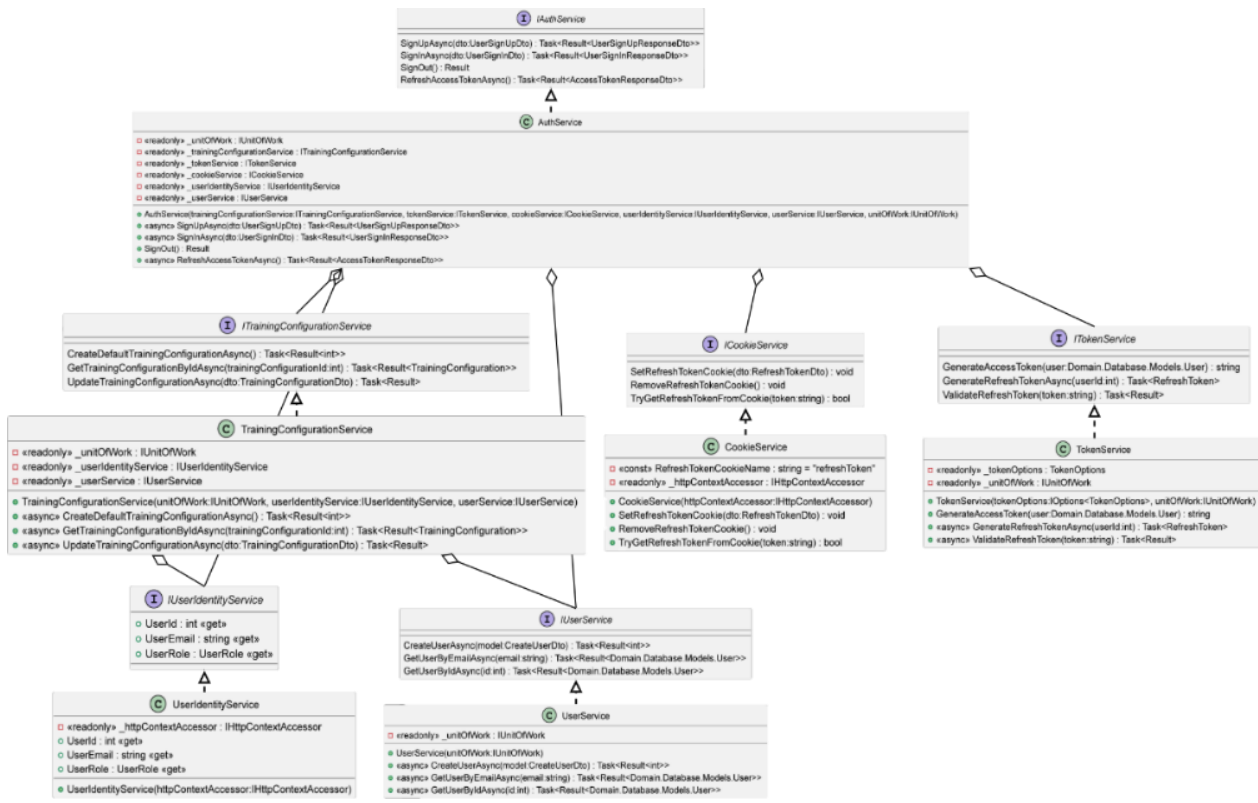 I IAuthService
SignUpAsync(dto:UserSignUpDto) : Task<Result<UserSignUpResponseDto>>
SignInAsync(dto:UserSignInDto) : Task<Result<UserSignInResponseDto>>
SignOut() : Result
RefreshAccessTokenAsync() : Task<Result<AccessTokenResponseDto>>
C AuthService
«readonly» _unitOfWork : IUnitOfWork
«readonly» _trainingConfigurationService : ITrainingConfigurationService
«readonly» _tokenService : ITokenService
«readonly» _cookieService : ICookieService
«readonly» _userIdentityService : IUserIdentityService
«readonly» _userService : IUserService
AuthService(trainingConfigurationService:ITrainingConfigurationService, tokenService:ITokenService, cookieService:ICookieService, userIdentityService:IUserIdentityService, userService:IUserService, unitOfWork:IUnitOfWork)
«async» SignUpAsync(dto:UserSignUpDto) : Task<Result<UserSignUpResponseDto>>
«async» SignInAsync(dto:UserSignInDto) : Task<Result<UserSignInResponseDto>>
SignOut() : Result
«async» RefreshAccessTokenAsync() : Task<Result<AccessTokenResponseDto>>
I ITrainingConfigurationService
CreateDefaultTrainingConfigurationAsync() : Task<Result<int>>
GetTrainingConfigurationByIdAsync(trainingConfigurationId:int) : Task<Result<TrainingConfiguration>>
UpdateTrainingConfigurationAsync(dto:TrainingConfigurationDto) : Task<Result>
I ICookieService
SetRefreshTokenCookie(dto:RefreshTokenDto) : void
RemoveRefreshTokenCookie() : void
TryGetRefreshTokenFromCookie(token:string) : bool
I ITokenService
GenerateAccessToken(user:Domain.Database.Models.User) : string
GenerateRefreshTokenAsync(userId:int) : Task<RefreshToken>
ValidateRefreshToken(token:string) : Task<Result>
C TrainingConfigurationService
«readonly» _unitOfWork : IUnitOfWork
«readonly» _userIdentityService : IUserIdentityService
«readonly» _userService : IUserService
TrainingConfigurationService(unitOfWork:IUnitOfWork, userIdentityService:IUserIdentityService, userService:IUserService)
«async» CreateDefaultTrainingConfigurationAsync() : Task<Result<int>>
«async» GetTrainingConfigurationByIdAsync(trainingConfigurationId:int) : Task<Result<TrainingConfiguration>>
«async» UpdateTrainingConfigurationAsync(dto:TrainingConfigurationDto) : Task<Result>
C CookieService
«const» RefreshTokenCookieName : string = "refreshToken"
«readonly» _httpContextAccessor : IHttpContextAccessor
CookieService(httpContextAccessor:IHttpContextAccessor)
SetRefreshTokenCookie(dto:RefreshTokenDto) : void
RemoveRefreshTokenCookie() : void
TryGetRefreshTokenFromCookie(token:string) : bool
C TokenService
«readonly» _tokenOptions : TokenOptions
«readonly» _unitOfWork : IUnitOfWork
TokenService(tokenOptions:IOptions<TokenOptions>, unitOfWork:IUnitOfWork)
GenerateAccessToken(user:Domain.Database.Models.User) : string
«async» GenerateRefreshTokenAsync(userId:int) : Task<RefreshToken>
«async» ValidateRefreshToken(token:string) : Task<Result>
I IUserIdentityService
UserId : int «get»
UserEmail : string «get»
UserRole : UserRole «get»
I IUserService
CreateUserAsync(model:CreateUserDto) : Task<Result<int>>
GetUserByEmailAsync(email:string) : Task<Result<Domain.Database.Models.User>>
GetUserByIdAsync(id:int) : Task<Result<Domain.Database.Models.User>>
C UserIdentityService
«readonly» _httpContextAccessor : IHttpContextAccessor
UserId : int «get»
UserEmail : string «get»
UserRole : UserRole «get»
UserIdentityService(httpContextAccessor:IHttpContextAccessor)
C UserService
«readonly» _unitOfWork : IUnitOfWork
UserService(unitOfWork:IUnitOfWork)
«async» CreateUserAsync(model:CreateUserDto) : Task<Result<int>>
«async» GetUserByEmailAsync(email:string) : Task<Result<Domain.Database.Models.User>>
«async» GetUserByIdAsync(id:int) : Task<Result<Domain.Database.Models.User>>